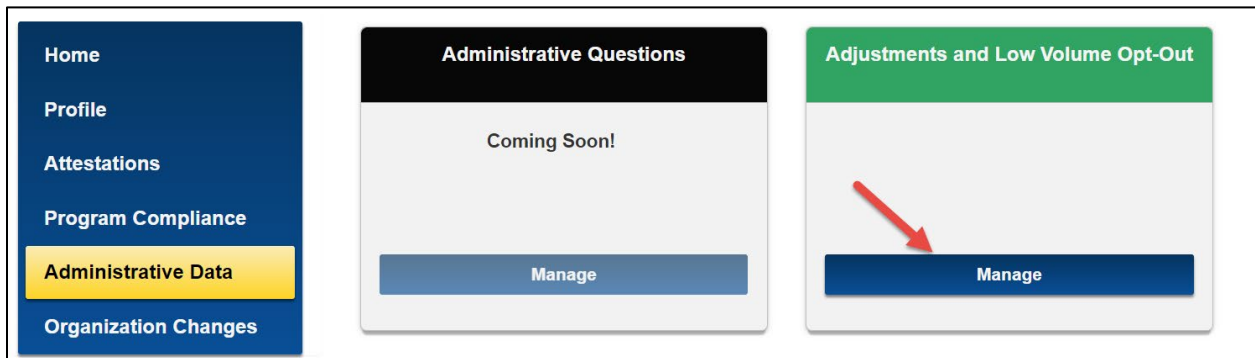 Home
Profile
Attestations
Program Compliance
Administrative Data
Organization Changes
Administrative Questions
Coming Soon!
Manage
Adjustments and Low Volume Opt-Out
Manage